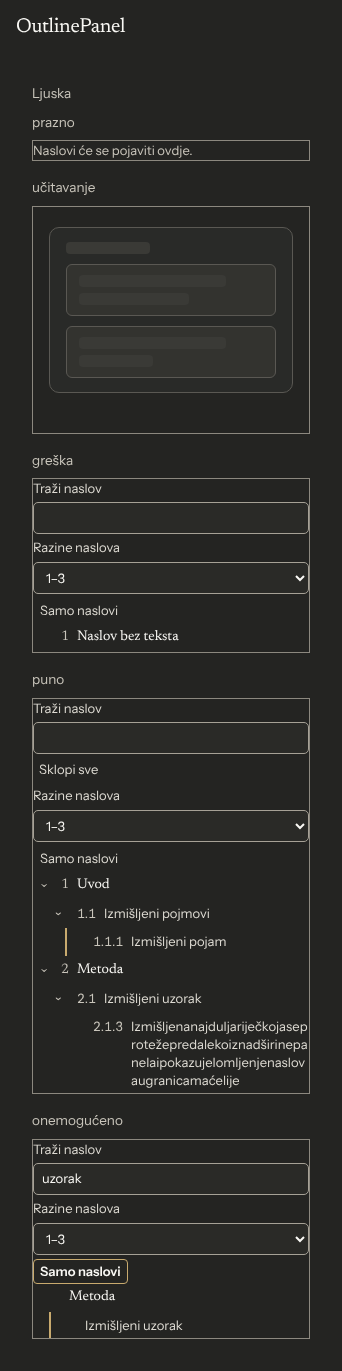 OutlinePanel
Ljuska
prazno
Naslovi će se pojaviti ovdje.
učitavanje
greška
Traži naslov
Razine naslova
1–3
Samo naslovi
1 Naslov bez teksta
puno
Traži naslov
Sklopi sve
Razine naslova
1–3
Samo naslovi
1 Uvod
1.1 Izmišljeni pojmovi
1.1.1 Izmišljeni pojam
2 Metoda
2.1 Izmišljeni uzorak
2.1.3 Izmišljenanajduljariječkojasep
rotežepredalekoiznadširinepa
nelaipokazujelomljenjenaslov
augranicamaćelije
onemogućeno
Traži naslov
uzorak
Razine naslova
1–3
Samo naslovi
Metoda
Izmišljeni uzorak